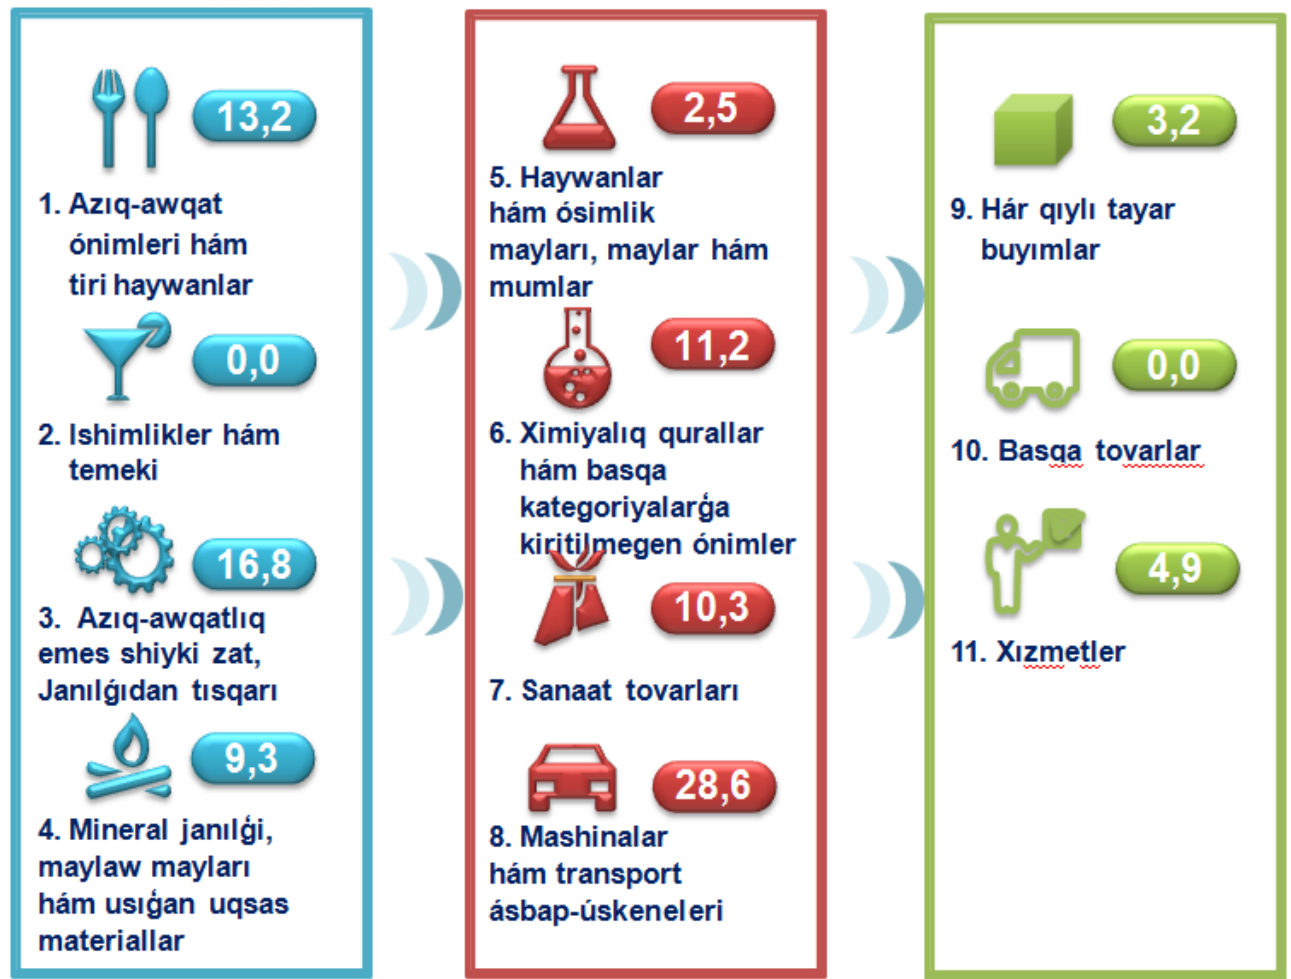 13,2
1. Azıq-awqat
ónimleri hám
tiri haywanlar
0,0
2. Ishimlikler hám
temeki
16,8
3. Azıq-awqatlıq
emes shiyki zat,
Janılǵıdan tısqarı
9,3
4. Mineral janılǵi,
maylaw mayları
hám usıǵan uqsas
materiallar
2,5
5. Haywanlar
hám ósimlik
mayları, maylar hám
mumlar
11,2
6. Ximiyalıq qurallar
hám basqa
kategoriyalarǵa
kiritilmegen ónimler
10,3
7. Sanaat tovarları
28,6
8. Mashinalar
hám transport
ásbap-úskeneleri
3,2
9. Hár qıylı tayar
buyımlar
0,0
10. Basqa tovarlar
4,9
11. Xızmetler